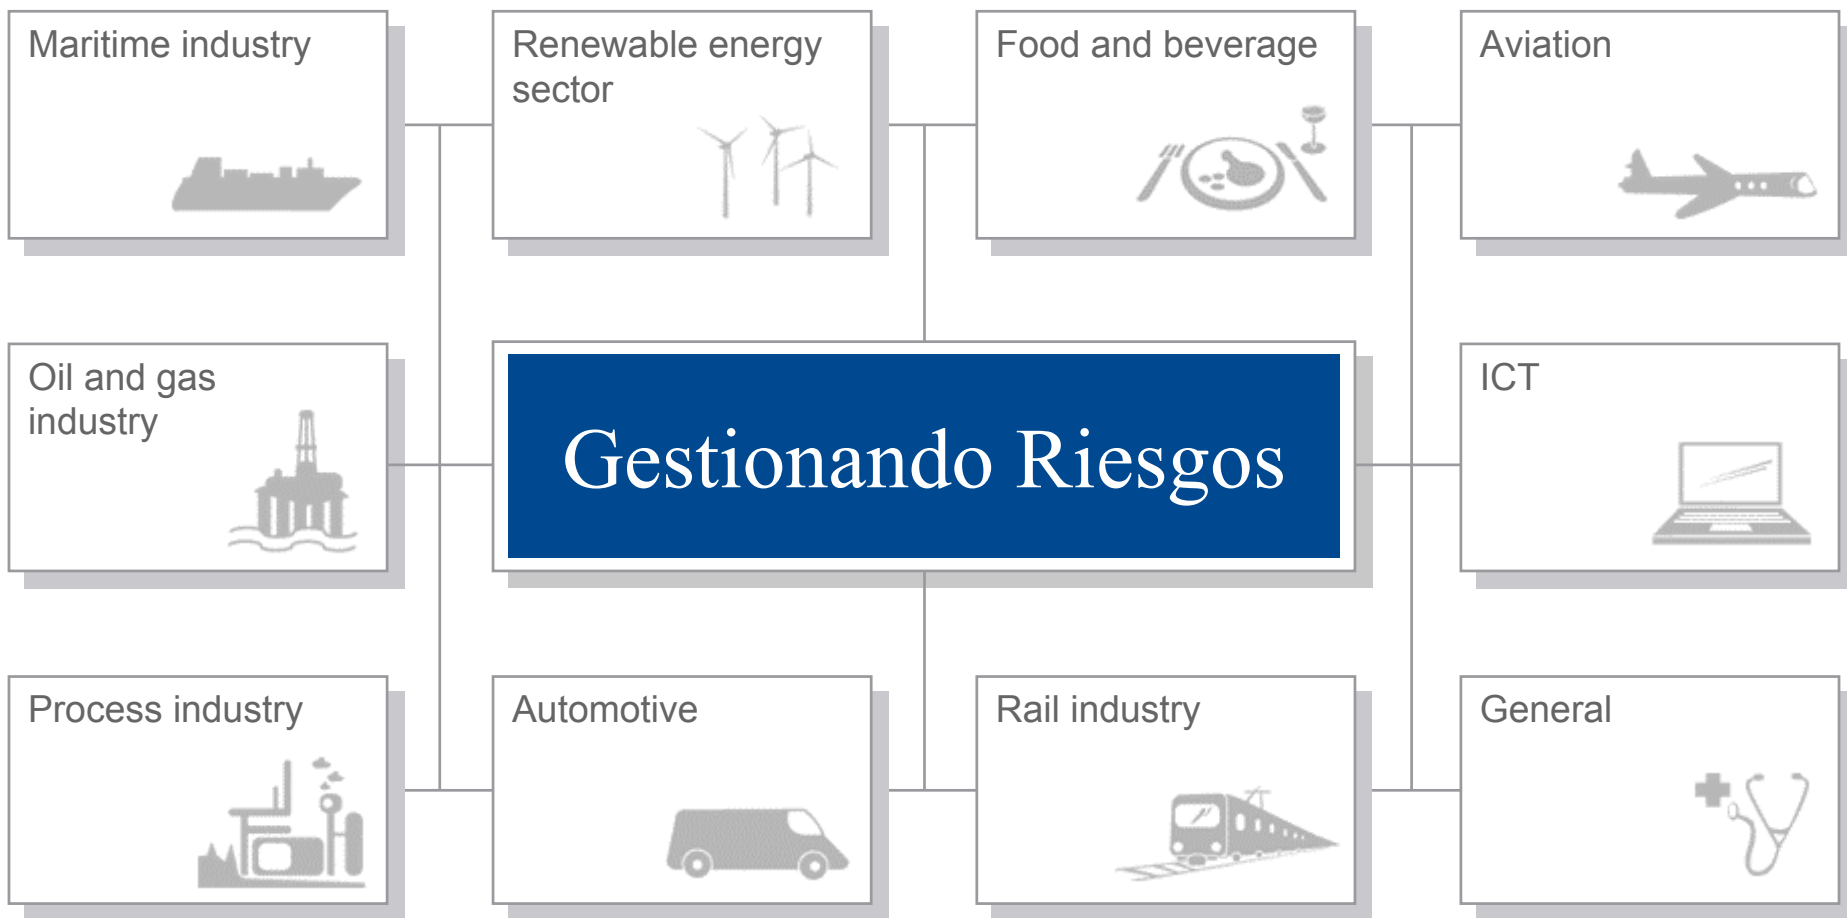 Maritime industry
Renewable energy
sector
Food and beverage
Aviation
Oil and gas
industry
Gestionando Riesgos
ICT
Process industry
Automotive
Rail industry
General